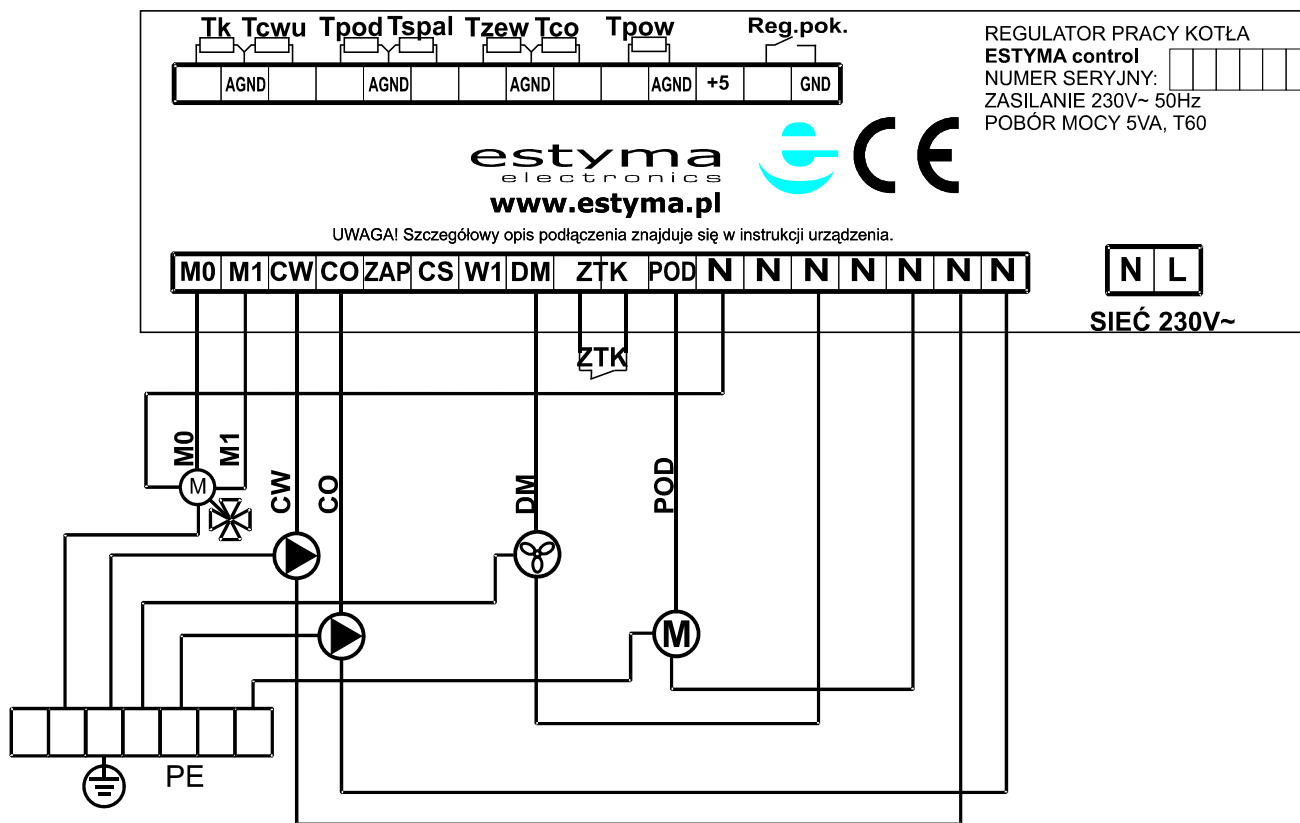 Tk Tcwu Tpod Tspal Tzew Tco Tpow Reg.pok.
AGND AGND AGND AGND +5 GND
REGULATOR PRACY KOTŁA
ESTYMA control
NUMER SERYJNY:
ZASILANIE 230V~ 50Hz
POBÓR MOCY 5VA, T60
estyma
electronics
www.estyma.pl
e CE
UWAGA! Szczegółowy opis podłączenia znajduje się w instrukcji urządzenia.
M0 M1 CW CO ZAP CS W1 DM ZTK POD N N N N N N N
N L
SIEĆ 230V~
ZTK
M0 M1 CW CO DM POD
M
M
PE